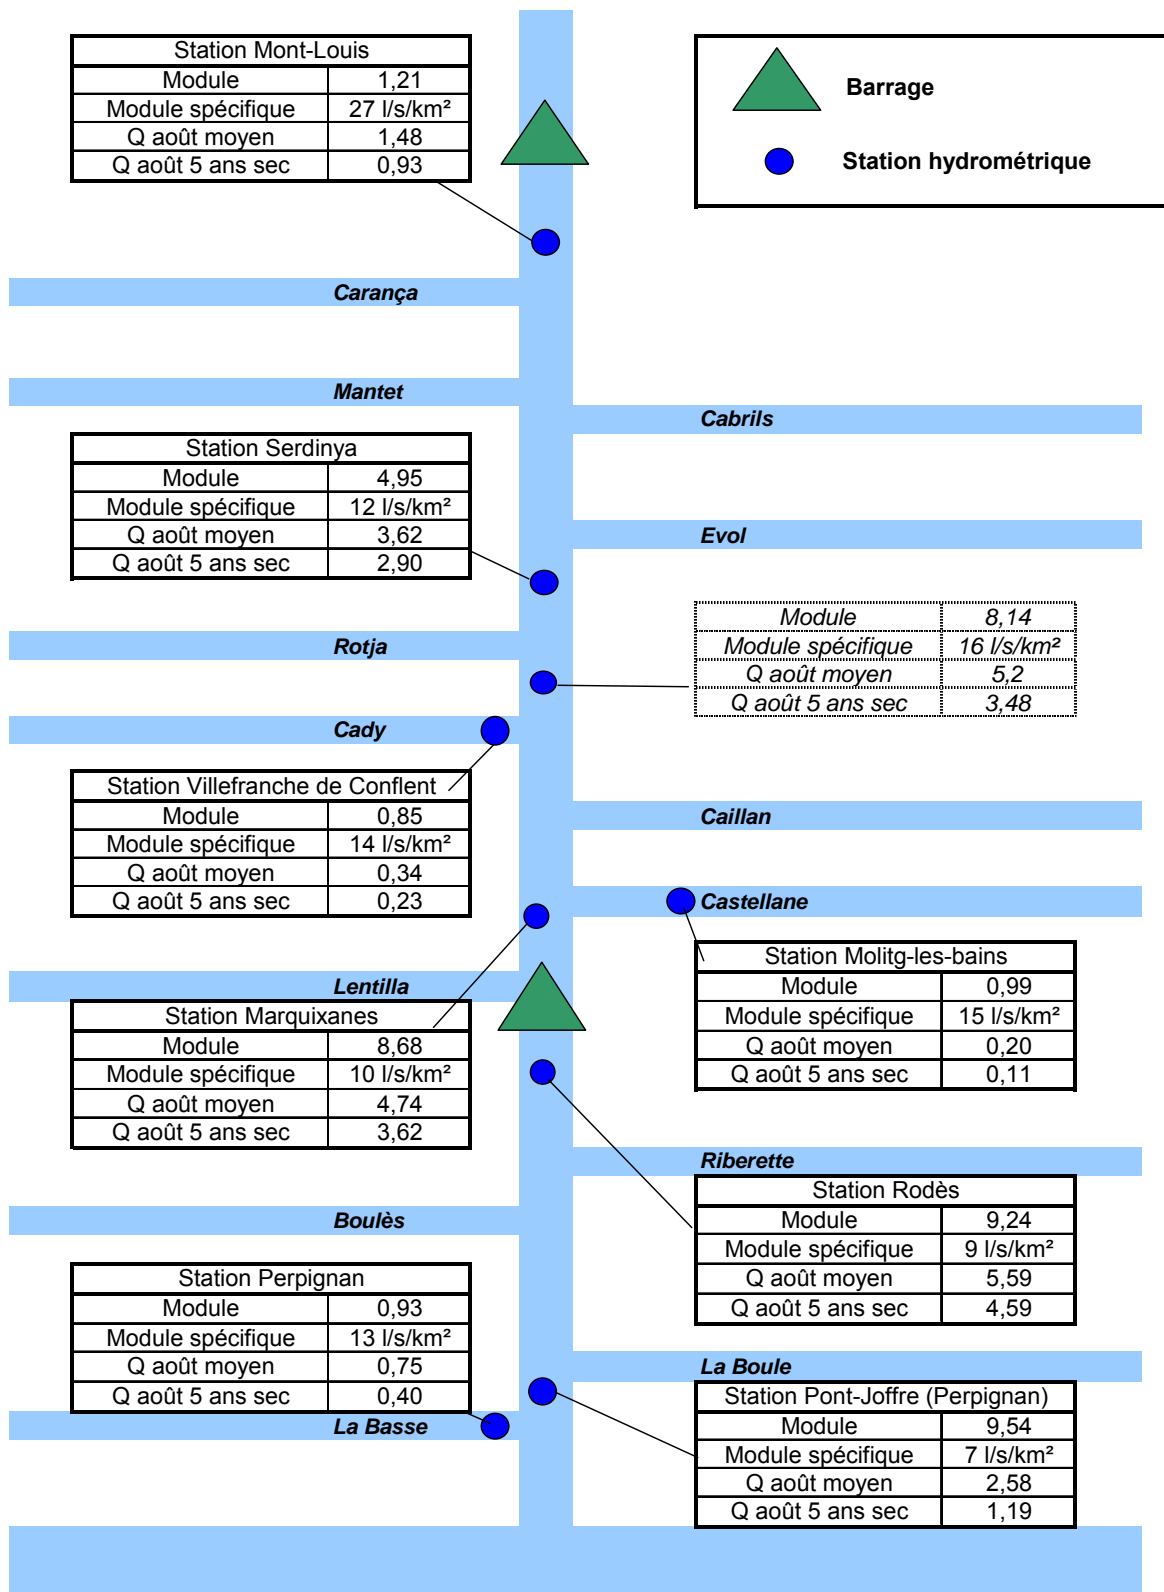 Station Mont-Louis
Module 1,21
Module spécifique 27 l/s/km²
Q août moyen 1,48
Q août 5 ans sec 0,93
Barrage
Station hydrométrique
Carança
Mantet
Cabrils
Station Serdinya
Module 4,95
Module spécifique 12 l/s/km²
Q août moyen 3,62
Q août 5 ans sec 2,90
Evol
Module 8,14
Module spécifique 16 l/s/km²
Q août moyen 5,2
Q août 5 ans sec 3,48
Rotja
Cady
Station Villefranche de Conflent
Module 0,85
Module spécifique 14 l/s/km²
Q août moyen 0,34
Q août 5 ans sec 0,23
Caillan
Castellane
Station Molitg-les-bains
Module 0,99
Module spécifique 15 l/s/km²
Q août moyen 0,20
Q août 5 ans sec 0,11
Lentilla
Station Marquixanes
Module 8,68
Module spécifique 10 l/s/km²
Q août moyen 4,74
Q août 5 ans sec 3,62
Riberette
Station Rodès
Module 9,24
Module spécifique 9 l/s/km²
Q août moyen 5,59
Q août 5 ans sec 4,59
Boulès
Station Perpignan
Module 0,93
Module spécifique 13 l/s/km²
Q août moyen 0,75
Q août 5 ans sec 0,40
La Boule
Station Pont-Joffre (Perpignan)
Module 9,54
Module spécifique 7 l/s/km²
Q août moyen 2,58
Q août 5 ans sec 1,19
La Basse